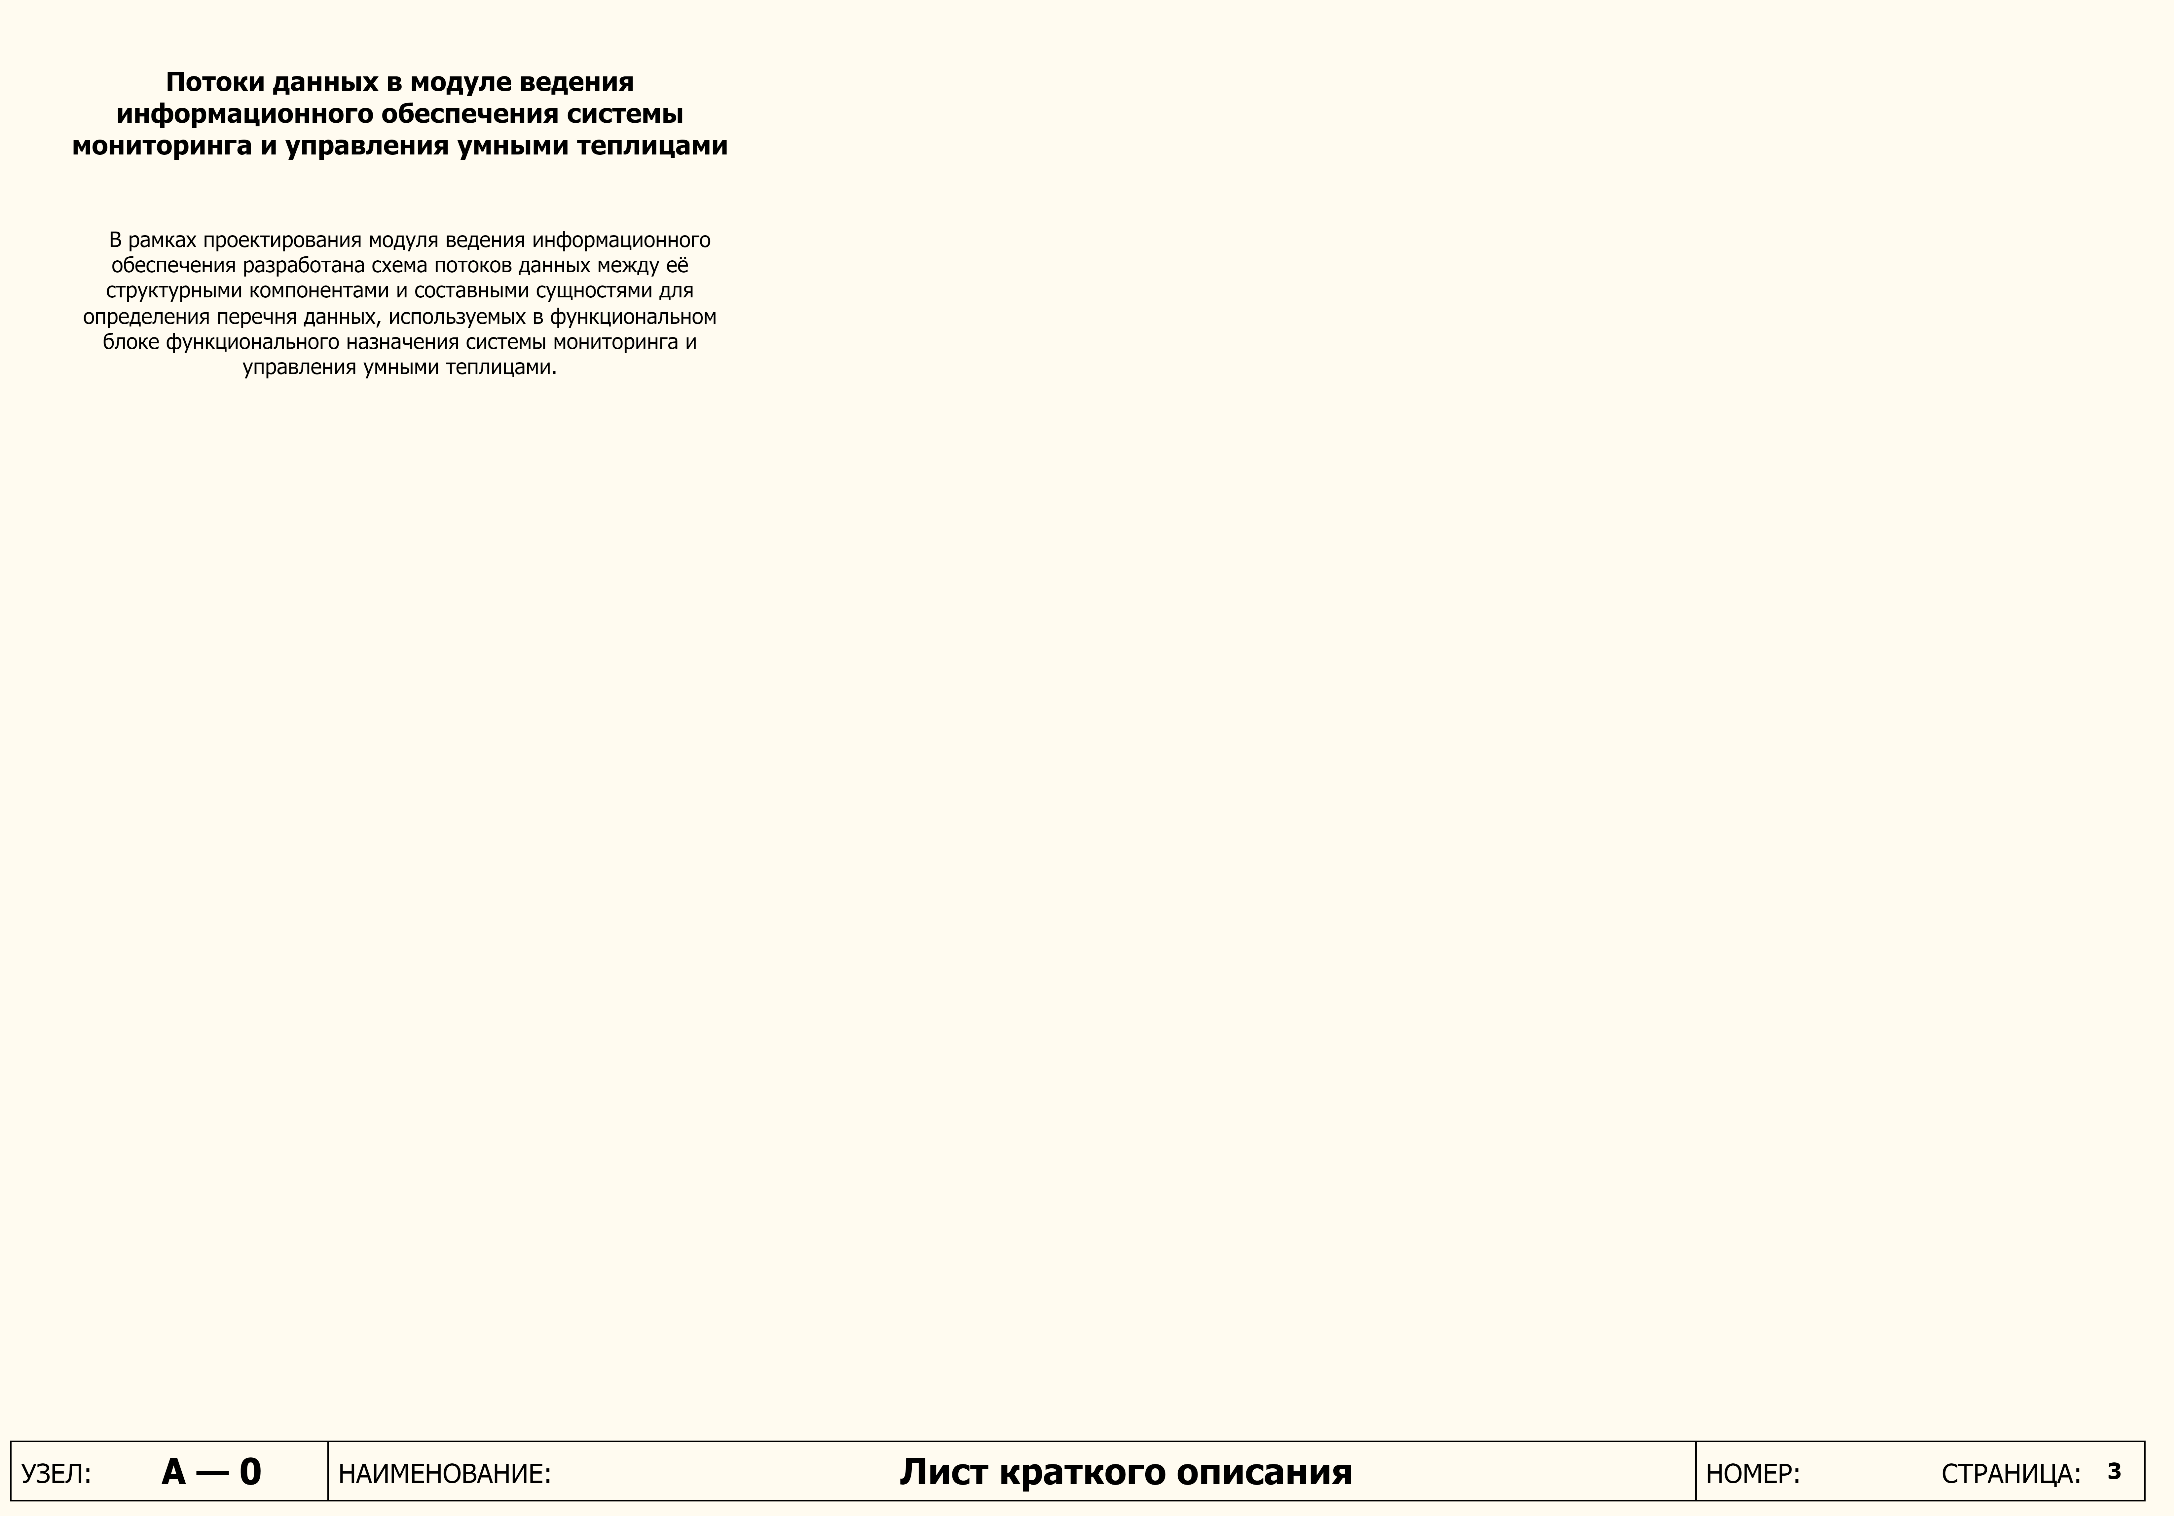 Потоки данных в модуле ведения
информационного обеспечения системы
мониторинга и управления умными теплицами
В рамках проектирования модуля ведения информационного
обеспечения разработана схема потоков данных между её
структурными компонентами и составными сущностями для
определения перечня данных, используемых в функциональном
блоке функционального назначения системы мониторинга и
управления умными теплицами.
УЗЕЛ: А — 0 НАИМЕНОВАНИЕ: Лист краткого описания НОМЕР: СТРАНИЦА: 3